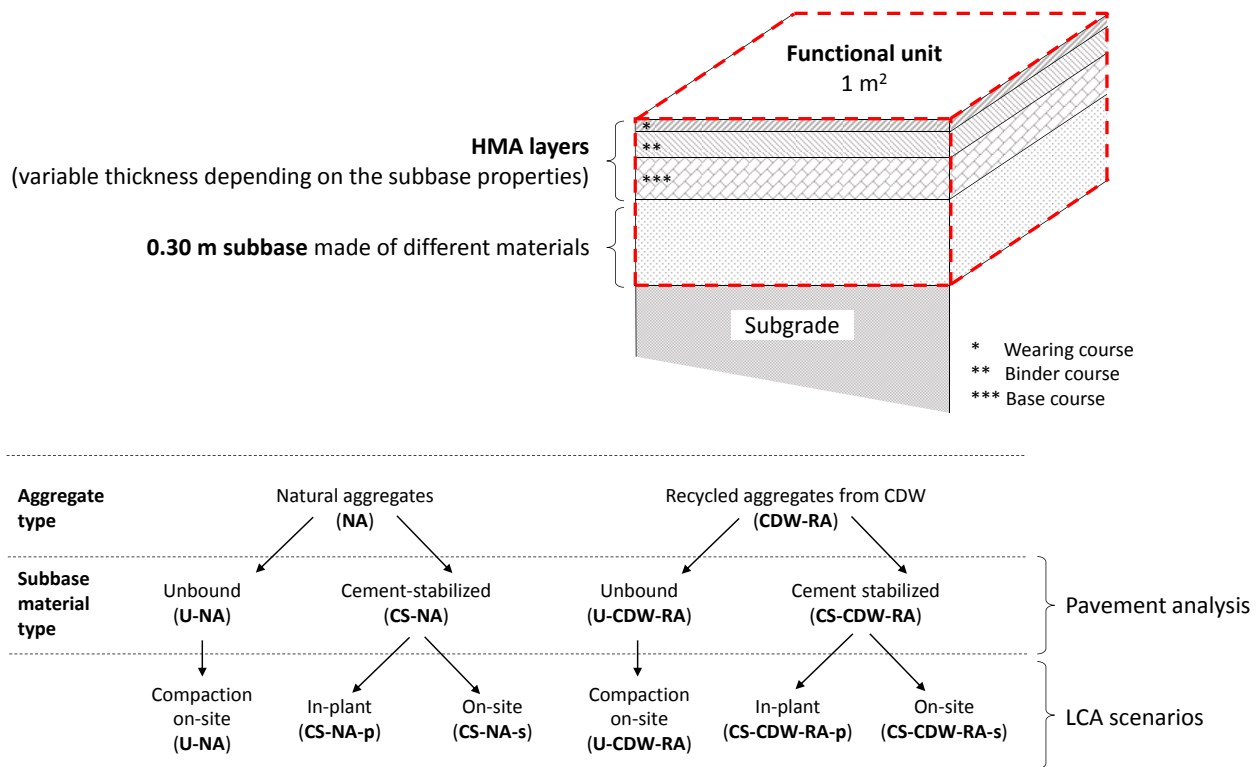 Functional unit
1 m²
*
HMA layers
**
(variable thickness depending on the subbase properties)
***
0.30 m subbase made of different materials
Subgrade
* Wearing course
** Binder course
*** Base course
Aggregate
type
Natural aggregates
(NA)
Recycled aggregates from CDW
(CDW-RA)
Subbase
material
type
Unbound
(U-NA)
Cement-stabilized
(CS-NA)
Unbound
(U-CDW-RA)
Cement stabilized
(CS-CDW-RA)
Pavement analysis
Compaction
on-site
(U-NA)
In-plant
(CS-NA-p)
On-site
(CS-NA-s)
Compaction
on-site
(U-CDW-RA)
In-plant
(CS-CDW-RA-p)
On-site
(CS-CDW-RA-s)
LCA scenarios